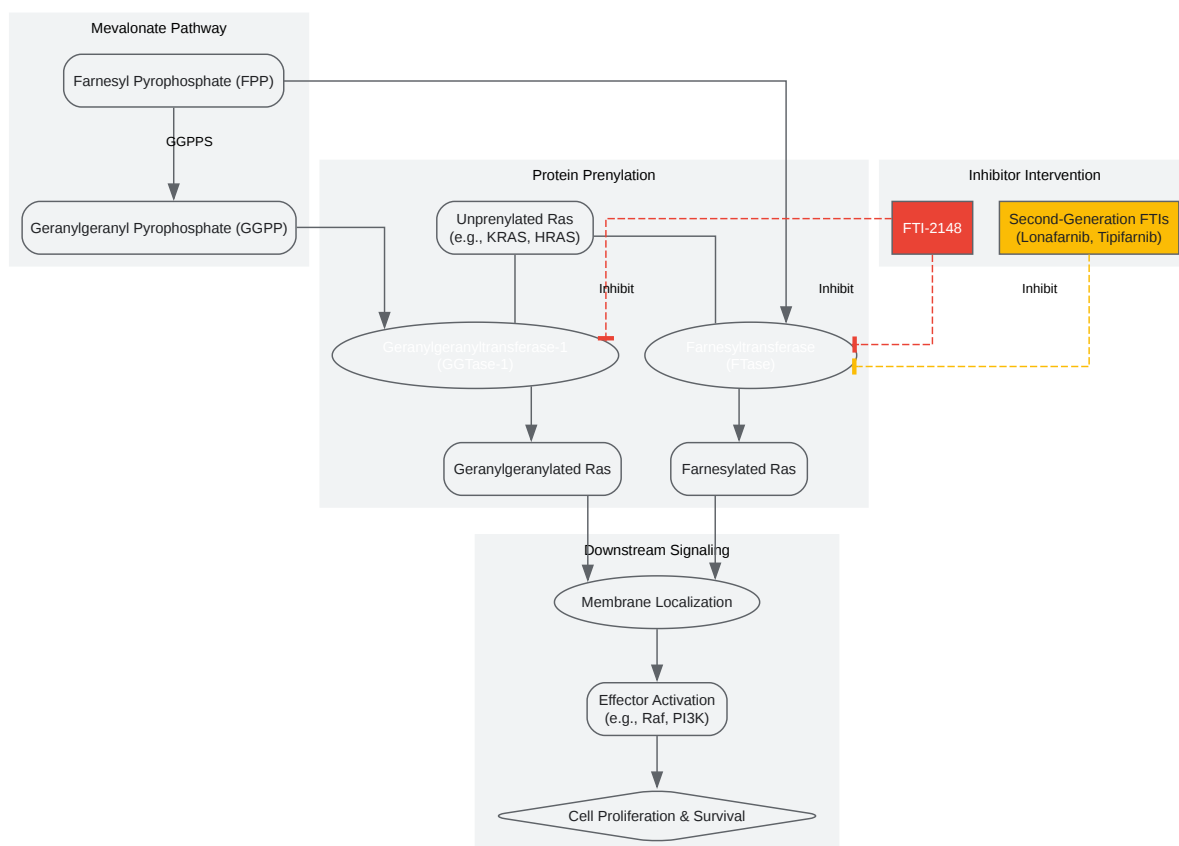 Mevalonate Pathway
Farnesyl Pyrophosphate (FPP)
GGPPS
Geranylgeranyl Pyrophosphate (GGPP)
Protein Prenylation
Unprenylated Ras
(e.g., KRAS, HRAS)
Inhibitor Intervention
FTI-2148
Second-Generation FTIs
(Lonafarnib, Tipifarnib)
Inhibit
Inhibit
Inhibit
Geranylgeranyltransferase-1
(GGTase-1)
Farnesyltransferase
(FTase)
Geranylgeranylated Ras
Farnesylated Ras
Downstream Signaling
Membrane Localization
Effector Activation
(e.g., Raf, PI3K)
Cell Proliferation & Survival